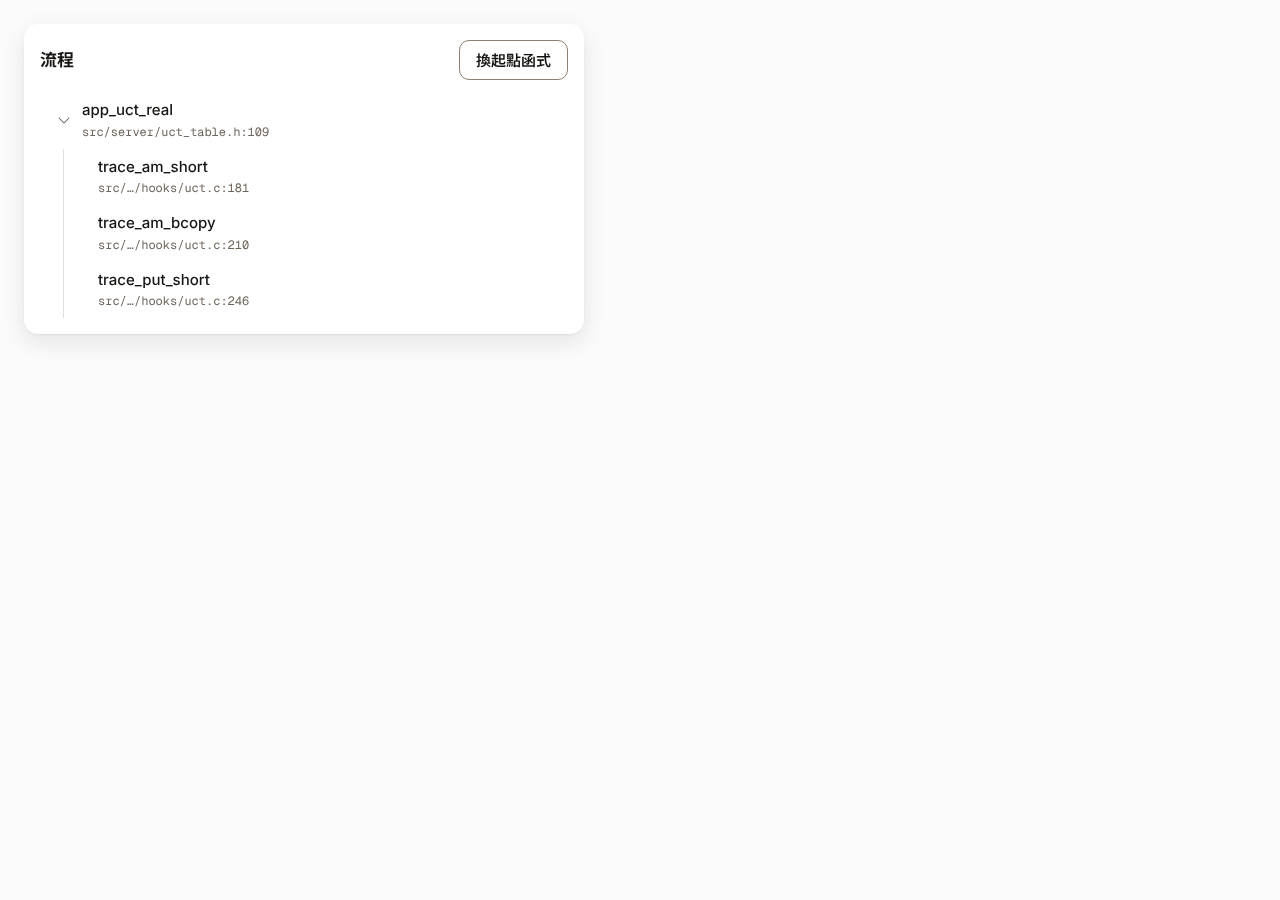 流程
換起點函式
app_uct_real
src/server/uct_table.h:109
trace_am_short
src/…/hooks/uct.c:181
trace_am_bcopy
src/…/hooks/uct.c:210
trace_put_short
src/…/hooks/uct.c:246